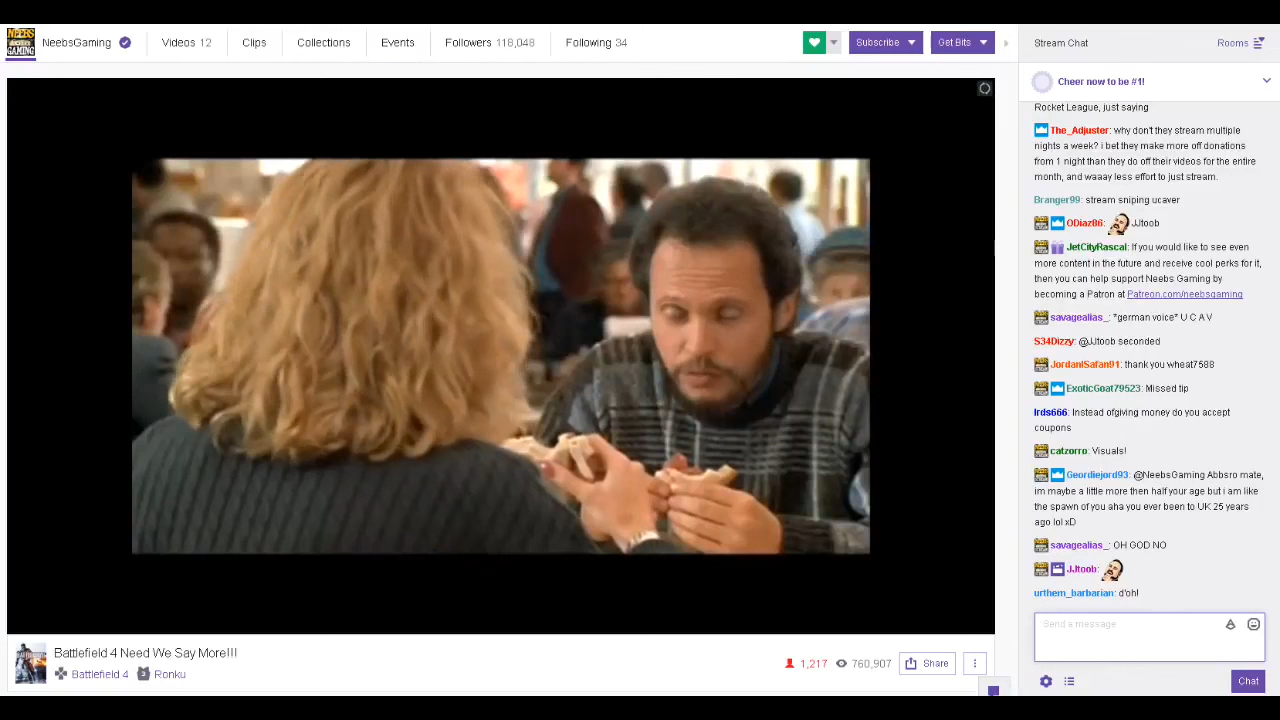 NEEBS
GAMING
NeebsGaming
Videos 12
Clips
Collections
Events
Followers 118,048
Following 34
Subscribe
Get Bits
Stream Chat
Rooms
Cheer now to be #1!
Rocket League, just saying
The_Adjuster: why don't they stream multiple
nights a week? i bet they make more off donations
from 1 night than they do off their videos for the entire
month, and waaay less effort to just stream.
Branger99: stream sniping ucaver
ODiaz86: JJtoob
JetCityRascal: If you would like to see even
more content in the future and receive cool perks for it,
then you can help support Neebs Gaming by
becoming a Patron at Patreon.com/neebsgaming
savagealias_: *german voice* U C A V
S34Dizzy: @JJtoob seconded
JordanISafan91: thank you wheat7588
ExoticGoat79523: Missed tip
lrds666: Instead ofgiving money do you accept
coupons
catzorro: Visuals!
Geordiejord93: @NeebsGaming Abbsro mate,
im maybe a little more then half your age but i am like
the spawn of you aha you ever been to UK 25 years
ago lol xD
savagealias_: OH GOD NO
JJtoob:
urthem_barbarian: d'oh!
Send a message
Chat
Battlefield 4 Need We Say More!!!
Battlefield 4
Ronku
1,217
760,907
Share